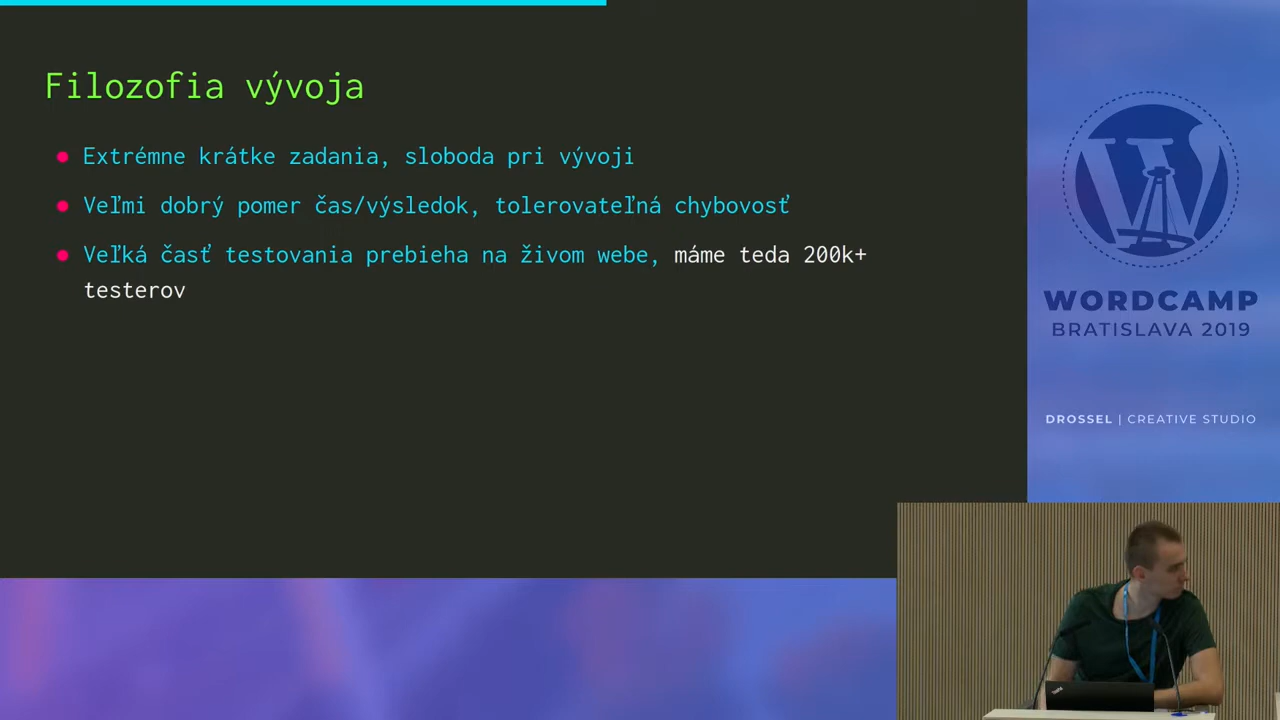 Filozofia vývoja
Extrémne krátke zadania, sloboda pri vývoji
Veľmi dobrý pomer čas/výsledok, tolerovateľná chybovosť
Veľká časť testovania prebieha na živom webe, máme teda 200k+
testerov
WORDCAMP
BRATISLAVA 2019
DROSSEL | CREATIVE STUDIO